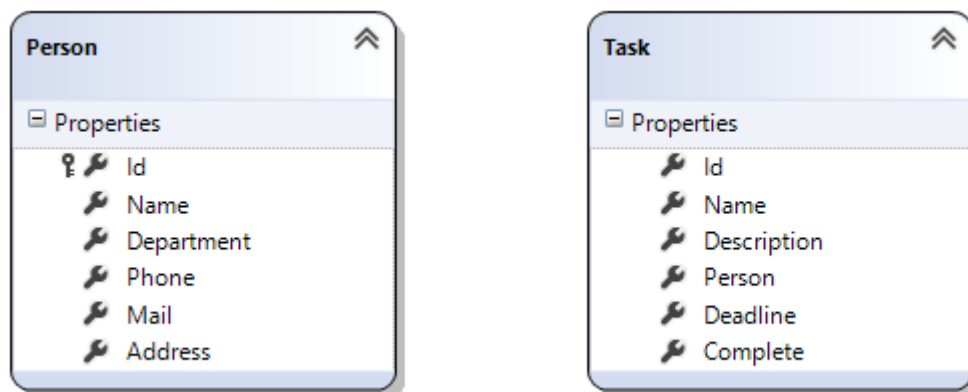 Person
Properties
Id
Name
Department
Phone
Mail
Address
Task
Properties
Id
Name
Description
Person
Deadline
Complete